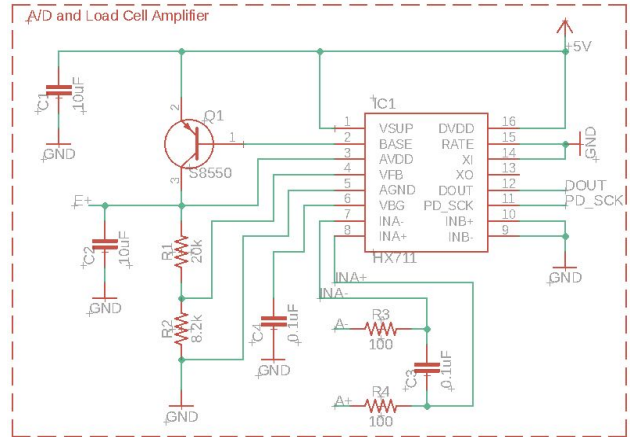 A/D and Load Cell Amplifier
+5V
C1
10uF
GND
2
Q1
1
S8550
3
IC1
1 VSUP DVDD 16
2 BASE RATE 15
3 AVDD XI 14
4 VFB XO 13
5 AGND DOUT 12
6 VBG PD_SCK 11
7 INA- INB+ 10
8 INA+ INB- 9
HX711
GND
DOUT
PD_SCK
GND
E+
C2
10uF
GND
R1
20k
R2
8.2k
GND
C4
0.1uF
GND
INA+
INA-
A-
R3
100
C3
0.1uF
A+
R4
100